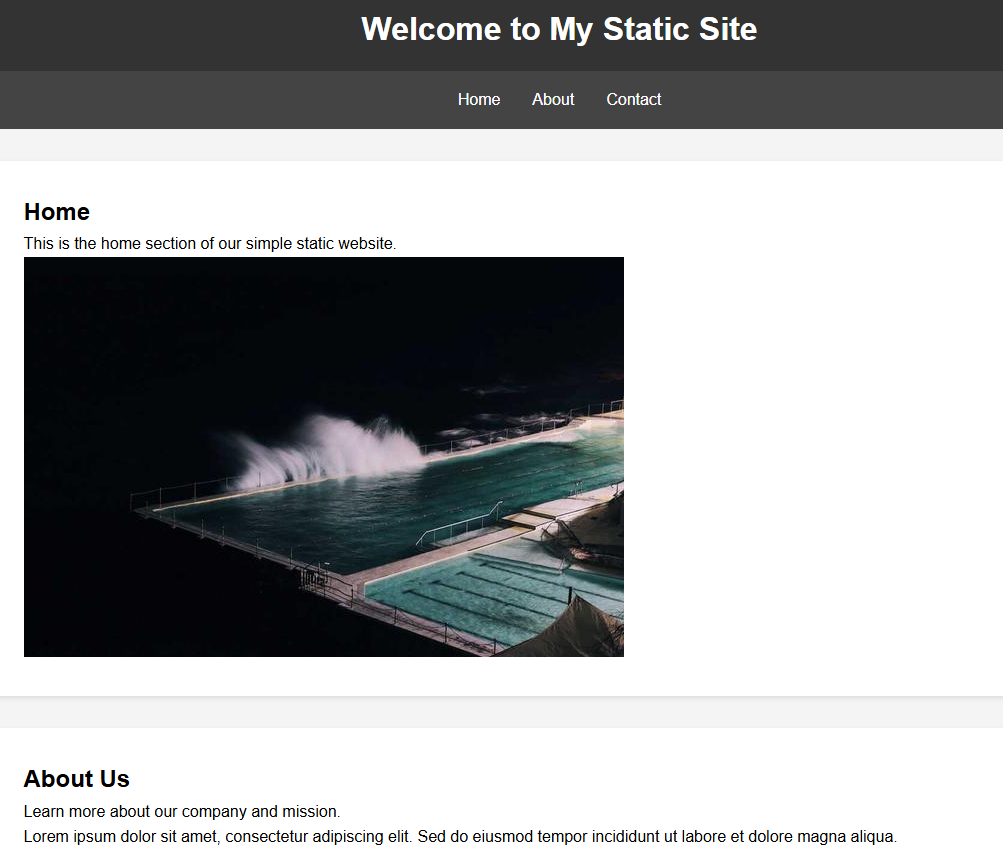 Welcome to My Static Site
Home About Contact
Home
This is the home section of our simple static website.
About Us
Learn more about our company and mission.
Lorem ipsum dolor sit amet, consectetur adipiscing elit. Sed do eiusmod tempor incididunt ut labore et dolore magna aliqua.